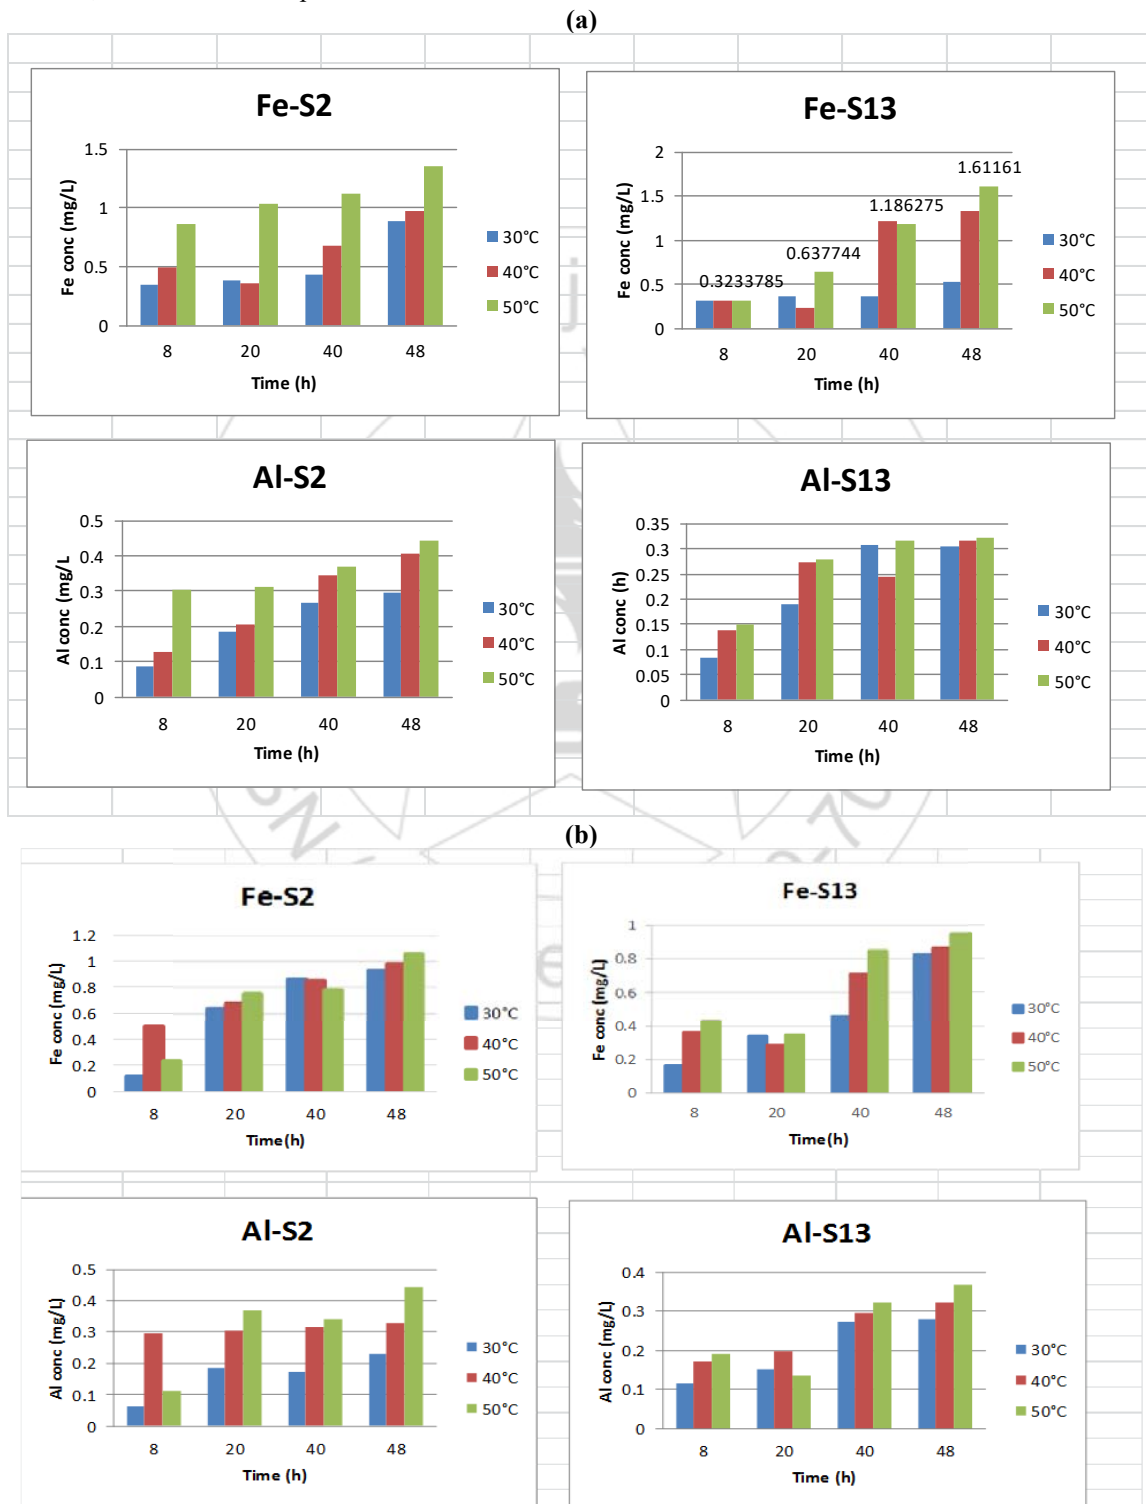 (a)
Fe-S2
Fe conc (mg/L)
1.5
1
0.5
0
8 20 40 48
Time (h)
30°C
40°C
50°C
Fe-S13
Fe conc (mg/L)
2
1.5
1
0.5
0
0.3233785
0.637744
1.186275
1.61161
8 20 40 48
Time (h)
30°C
40°C
50°C
Al-S2
Al conc (mg/L
0.5
0.4
0.3
0.2
0.1
0
8 20 40 48
Time (h)
30°C
40°C
50°C
Al-S13
Al conc (h)
0.35
0.3
0.25
0.2
0.15
0.1
0.05
0
8 20 40 48
Time (h)
30°C
40°C
50°C
(b)
Fe-S2
Fe conc (mg/L)
1.2
1
0.8
0.6
0.4
0.2
0
8 20 40 48
Time(h)
30°C
40°C
50°C
Fe-S13
Fe conc (mg/L)
1
0.8
0.6
0.4
0.2
0
8 20 40 48
Time(h)
30°C
40°C
50°C
Al-S2
Al conc (mg/L)
0.5
0.4
0.3
0.2
0.1
0
8 20 40 48
Time (h)
30°C
40°C
50°C
Al-S13
Al conc (mg/L)
0.4
0.3
0.2
0.1
0
8 20 40 48
Time (h)
30°C
40°C
50°C